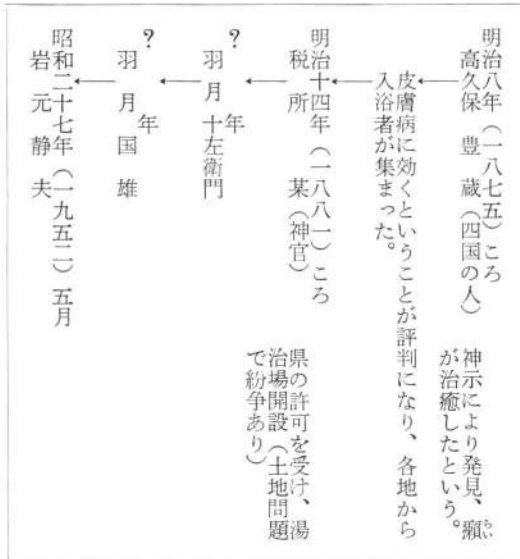 明治八年（一八七五）ころ
高久保　豊蔵（四国の人）
神示により発見、癩
らい
が治癒したという。
皮膚病に効くということが評判になり、各地から
入浴者が集まった。
明治十四年（一八八一）ころ
税所　某（神官）
県の許可を受け、湯
治場開設（土地問題
で紛争あり）
？　年
羽月十左衛門
？　年
羽月国雄
昭和二十七年（一九五二）五月
岩元静夫